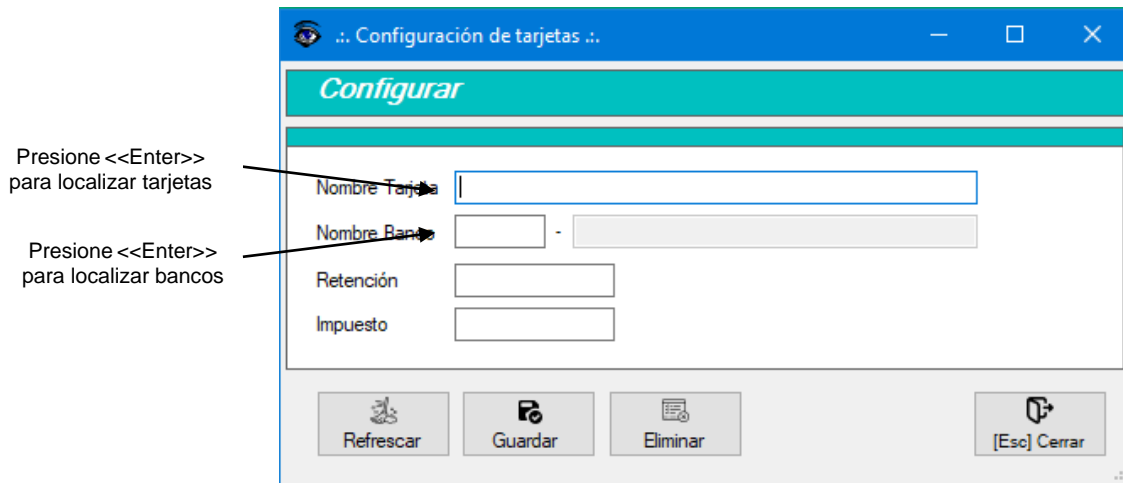 .:. Configuración de tarjetas .:.
Configurar
Presione <<Enter>>
para localizar tarjetas
Nombre Tarjeta
Nombre Banco
-
Presione <<Enter>>
para localizar bancos
Retención
Impuesto
Refrescar
Guardar
Eliminar
[Esc] Cerrar